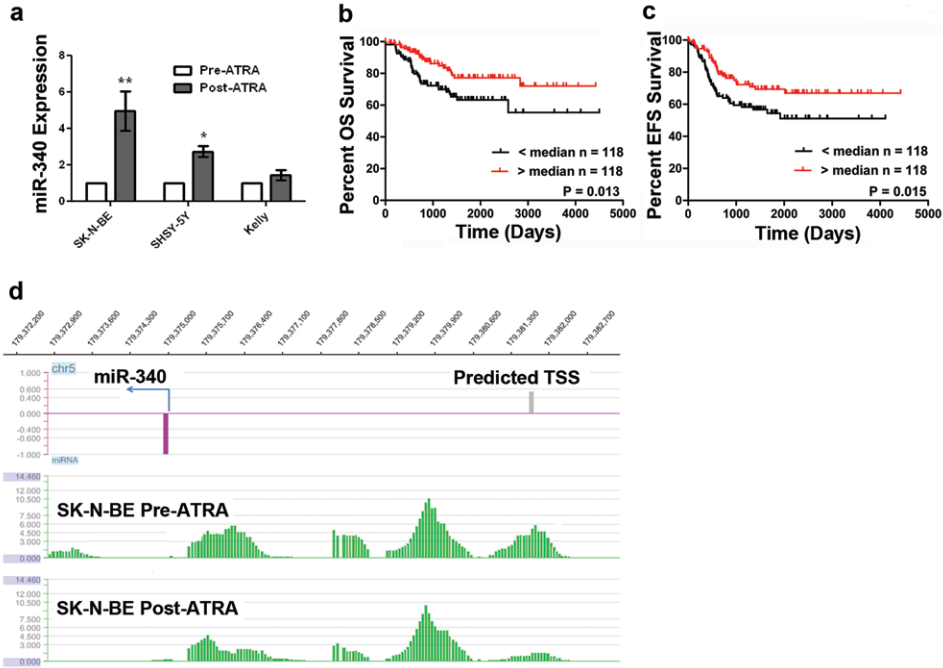 a
miR-340 Expression
8
6
4
2
0
Pre-ATRA
Post-ATRA
**
*
SK-N-BE
SHSY-5Y
Kelly
b
Percent OS Survival
100
80
60
40
20
0
< median n = 118
> median n = 118
P = 0.013
0 1000 2000 3000 4000 5000
Time (Days)
c
Percent EFS Survival
100
80
60
40
20
0
< median n = 118
> median n = 118
P = 0.015
0 1000 2000 3000 4000 5000
Time (Days)
d
179,372,200 179,372,900 179,373,600 179,374,300 179,375,000 179,375,700 179,376,400 179,377,100 179,377,800 179,378,500 179,379,200 179,379,900 179,380,600 179,381,300 179,382,000 179,382,700
chr5
miR-340
Predicted TSS
1.000
0.600
0.400
0.000
-0.400
-0.600
-1.000
miRNA
14.460
12.000
10.500
7.500
6.000
4.500
3.000
0.000
SK-N-BE Pre-ATRA
14.460
12.000
10.500
7.500
6.000
4.500
3.000
0.000
SK-N-BE Post-ATRA